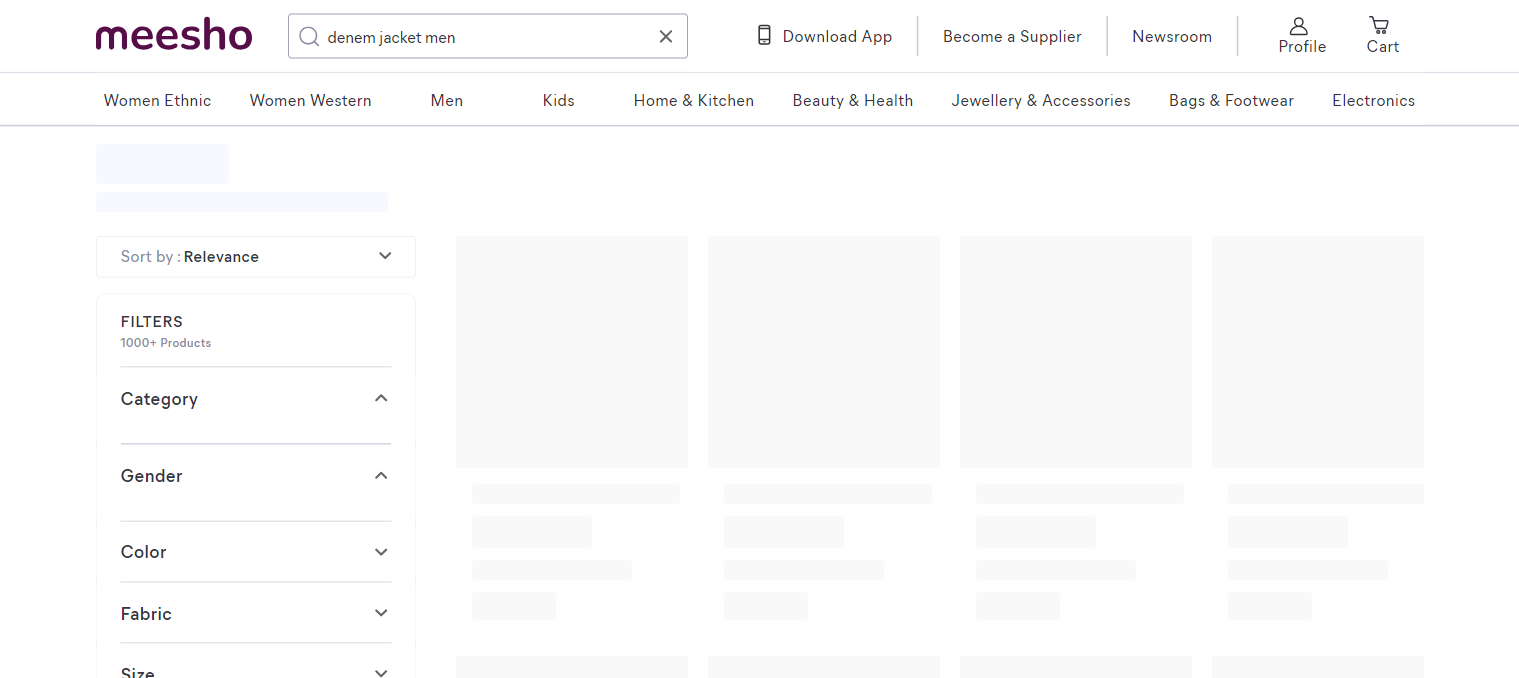 meesho
denem jacket men
Download App
Become a Supplier
Newsroom
Profile
Cart
Women Ethnic
Women Western
Men
Kids
Home & Kitchen
Beauty & Health
Jewellery & Accessories
Bags & Footwear
Electronics
Sort by : Relevance
FILTERS
1000+ Products
Category
Gender
Color
Fabric
Size